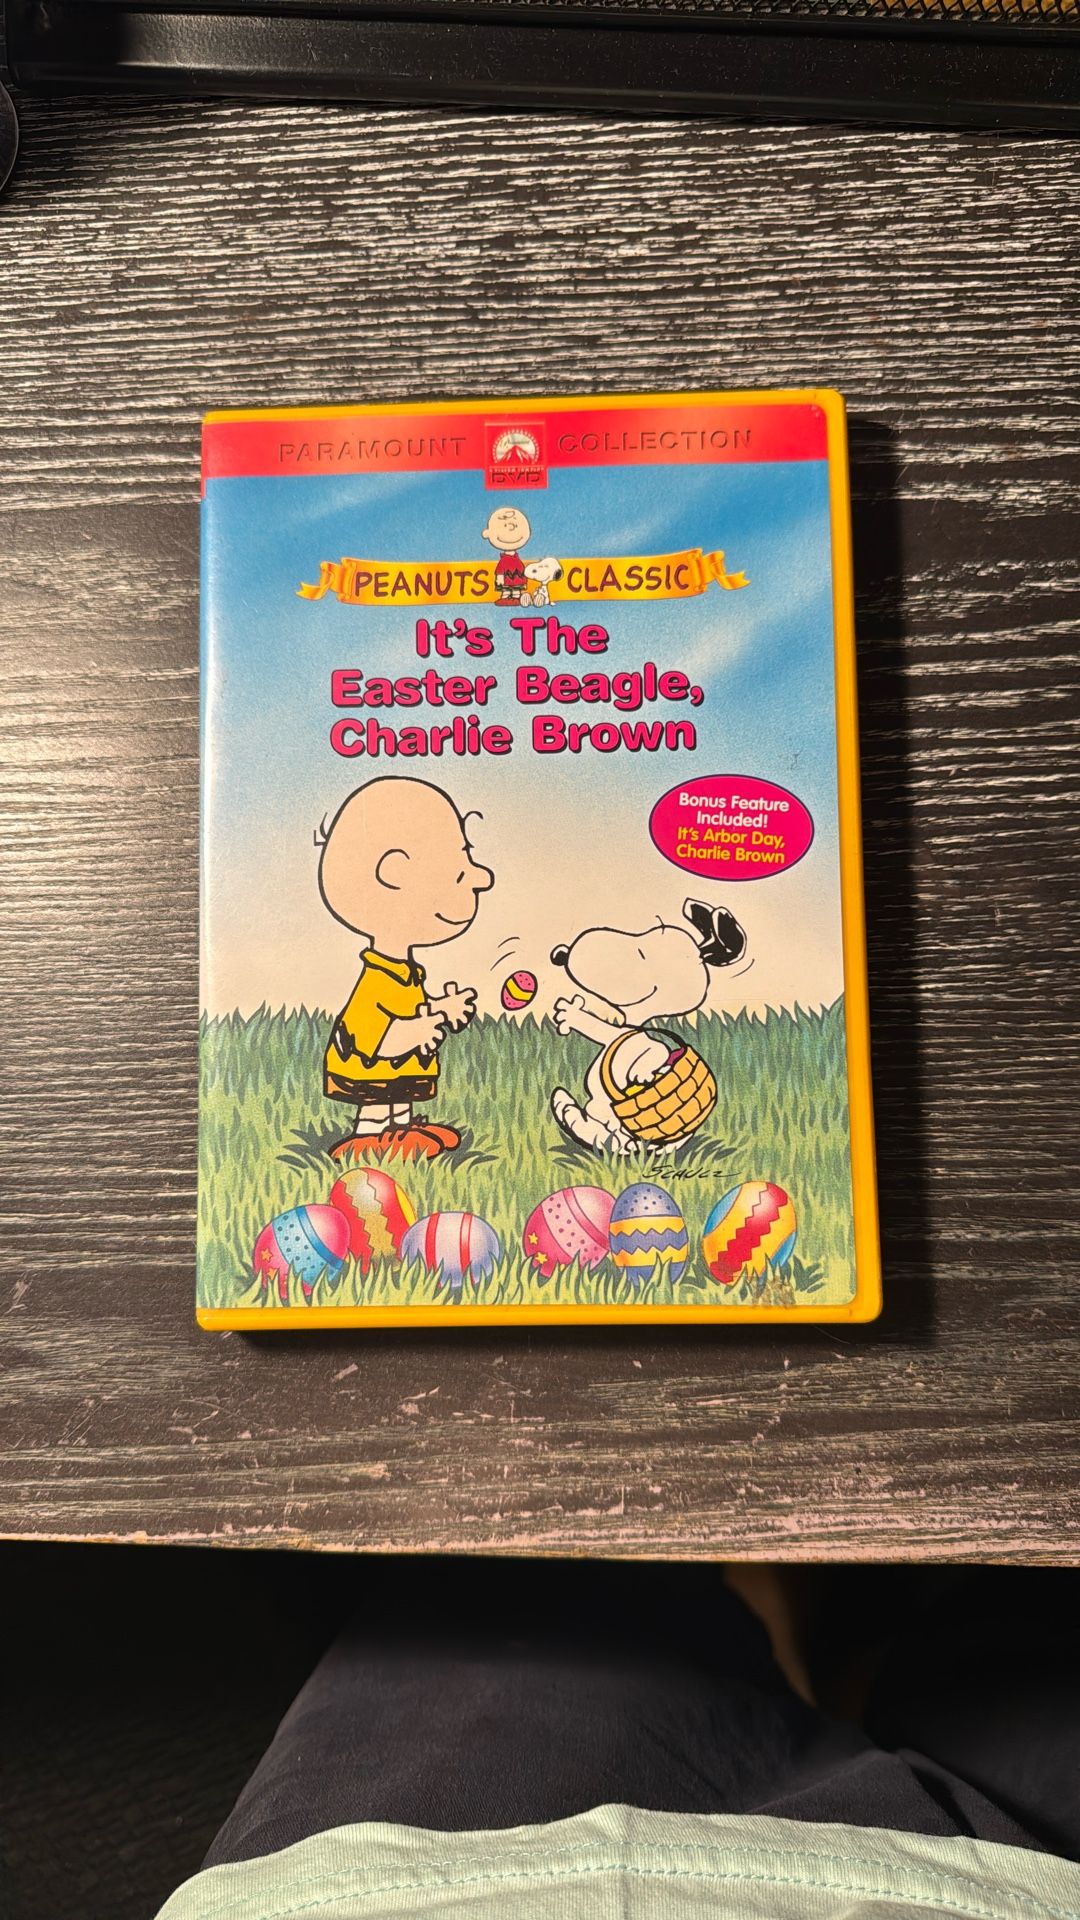 PARAMOUNT COLLECTION
Paramount
DVD
PEANUTS CLASSIC
It's The
Easter Beagle,
Charlie Brown
Bonus Feature
Included!
It's Arbor Day,
Charlie Brown
SCHULZ